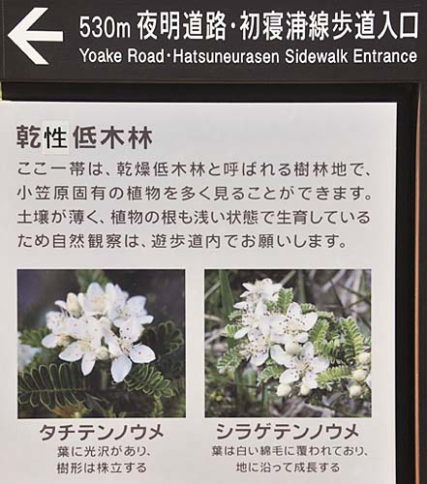 530m 夜明道路・初寝浦線歩道入口
Yoake Road・Hatsuneurasen Sidewalk Entrance
乾性低木林
ここ一帯は、乾燥低木林と呼ばれる樹林地で、
小笠原固有の植物を多く見ることができます。
土壌が薄く、植物の根も浅い状態で生育している
ため自然観察は、遊歩道内でお願いします。
タチテンノウメ
葉に光沢があり、
樹形は株立する
シラゲテンノウメ
葉は白い綿毛に覆われており、
地に沿って成長する